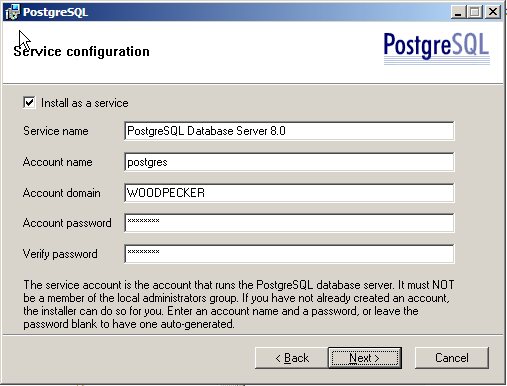 PostgreSQL
Service configuration
PostgreSQL
Install as a service
Service name
PostgreSQL Database Server 8.0
Account name
postgres
Account domain
WOODPECKER
Account password
********
Verify password
********
The service account is the account that runs the PostgreSQL database server. It must NOT
be a member of the local administrators group. If you have not already created an account,
the installer can do so for you. Enter an account name and a password, or leave the
password blank to have one auto-generated.
< Back
Next >
Cancel